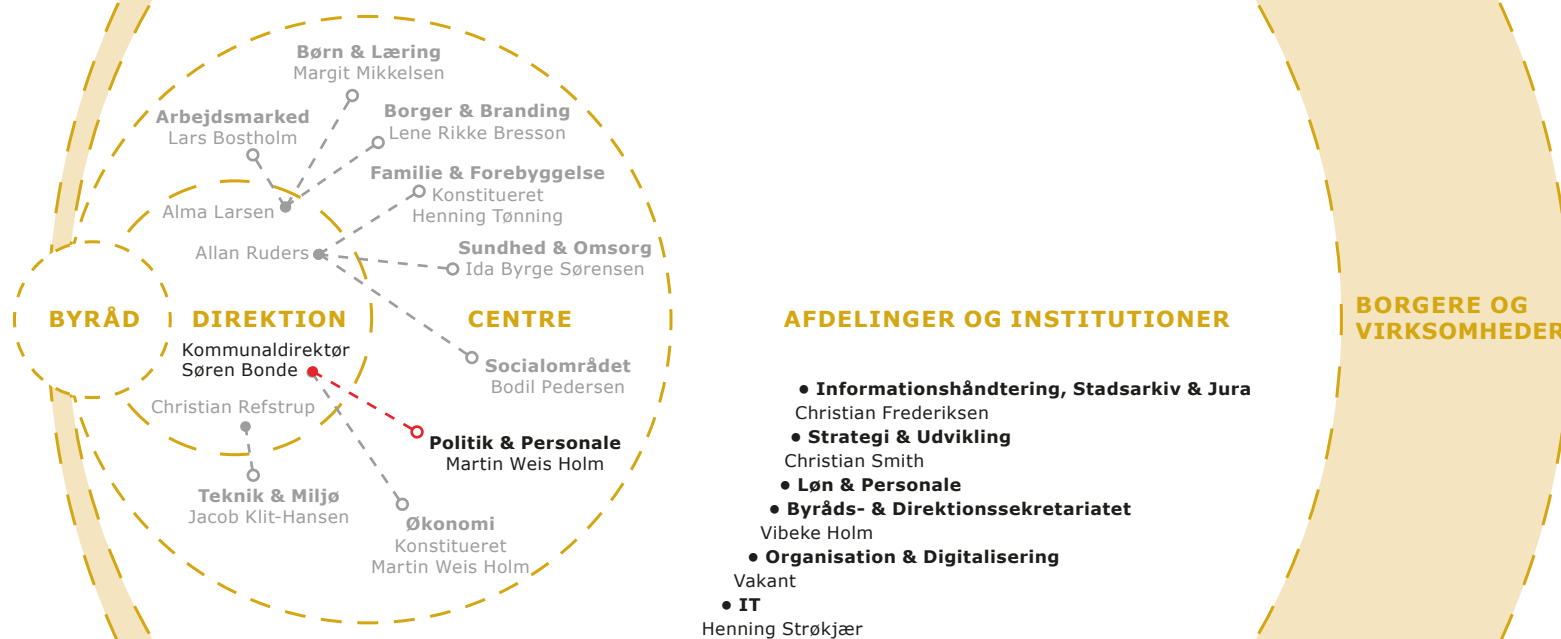 Børn & Læring
Margit Mikkelsen
Arbejdsmarked
Lars Bostholm
Borger & Branding
Lene Rikke Bresson
Familie & Forebyggelse
Konstitueret
Henning Tønning
Alma Larsen
Allan Ruders
Sundhed & Omsorg
Ida Byrge Sørensen
BYRÅD
DIREKTION
CENTRE
AFDELINGER OG INSTITUTIONER
BORGERE OG
VIRKSOMHEDER
Kommunaldirektør
Søren Bonde
Socialområdet
Bodil Pedersen
Christian Refstrup
Politik & Personale
Martin Weis Holm
Teknik & Miljø
Jacob Klit-Hansen
Økonomi
Konstitueret
Martin Weis Holm
• Informationshåndtering, Stadsarkiv & Jura
Christian Frederiksen
• Strategi & Udvikling
Christian Smith
• Løn & Personale
• Byråds- & Direktionssekretariatet
Vibeke Holm
• Organisation & Digitalisering
Vakant
• IT
Henning Strøkjær